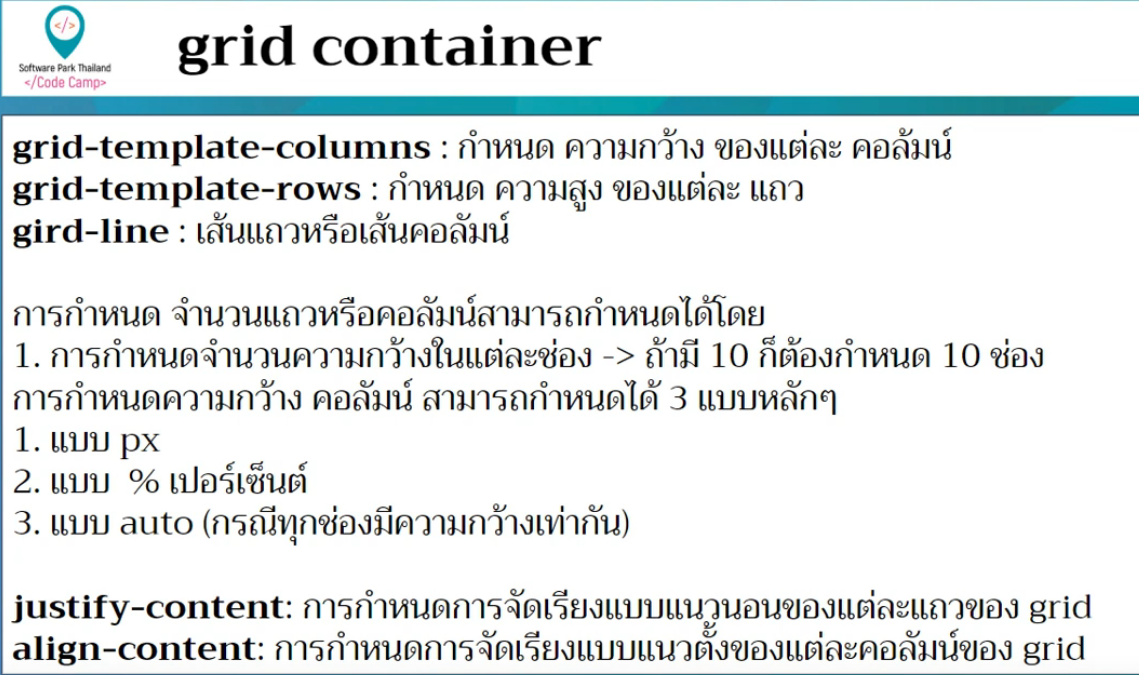 </>
Software Park Thailand
</Code Camp>
grid container
grid-template-columns : กำหนด ความกว้าง ของแต่ละ คอลัมน์
grid-template-rows : กำหนด ความสูง ของแต่ละ แถว
gird-line : เส้นแถวหรือเส้นคอลัมน์
การกำหนด จำนวนแถวหรือคอลัมน์สามารถกำหนดได้โดย
1. การกำหนดจำนวนความกว้างในแต่ละช่อง -> ถ้ามี 10 ก็ต้องกำหนด 10 ช่อง
การกำหนดความกว้าง คอลัมน์ สามารถกำหนดได้ 3 แบบหลักๆ
1. แบบ px
2. แบบ % เปอร์เซ็นต์
3. แบบ auto (กรณีทุกช่องมีความกว้างเท่ากัน)
justify-content: การกำหนดการจัดเรียงแบบแนวนอนของแต่ละแถวของ grid
align-content: การกำหนดการจัดเรียงแบบแนวตั้งของแต่ละคอลัมน์ของ grid